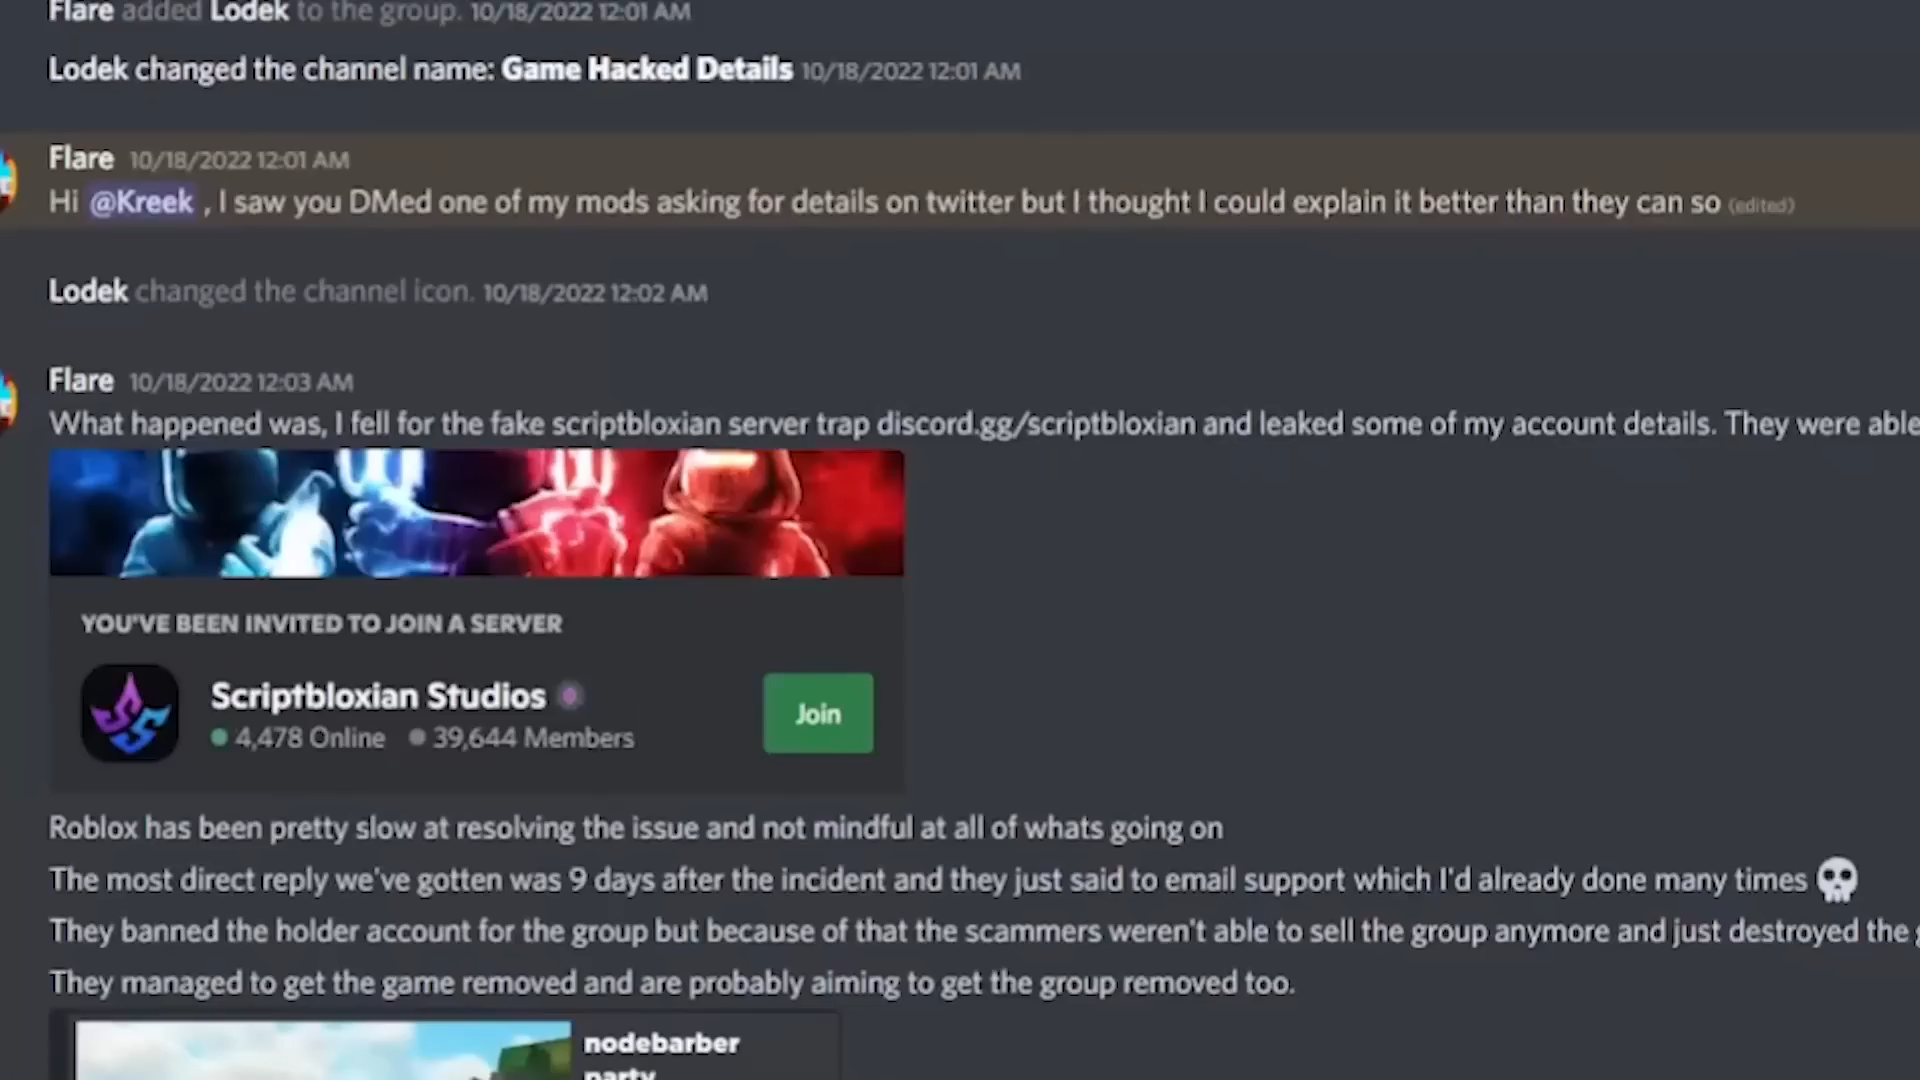 Flare added Lodek to the group. 10/18/2022 12:01 AM
Lodek changed the channel name: Game Hacked Details 10/18/2022 12:01 AM
Flare 10/18/2022 12:01 AM
Hi @Kreek , I saw you DMed one of my mods asking for details on twitter but I thought I could explain it better than they can so (edited)
Lodek changed the channel icon. 10/18/2022 12:02 AM
Flare 10/18/2022 12:03 AM
What happened was, I fell for the fake scriptbloxian server trap discord.gg/scriptbloxian and leaked some of my account details. They were able
YOU'VE BEEN INVITED TO JOIN A SERVER
Scriptbloxian Studios
4,478 Online 39,644 Members
Join
Roblox has been pretty slow at resolving the issue and not mindful at all of whats going on
The most direct reply we've gotten was 9 days after the incident and they just said to email support which I'd already done many times 💀
They banned the holder account for the group but because of that the scammers weren't able to sell the group anymore and just destroyed the
They managed to get the game removed and are probably aiming to get the group removed too.
nodebarber
party